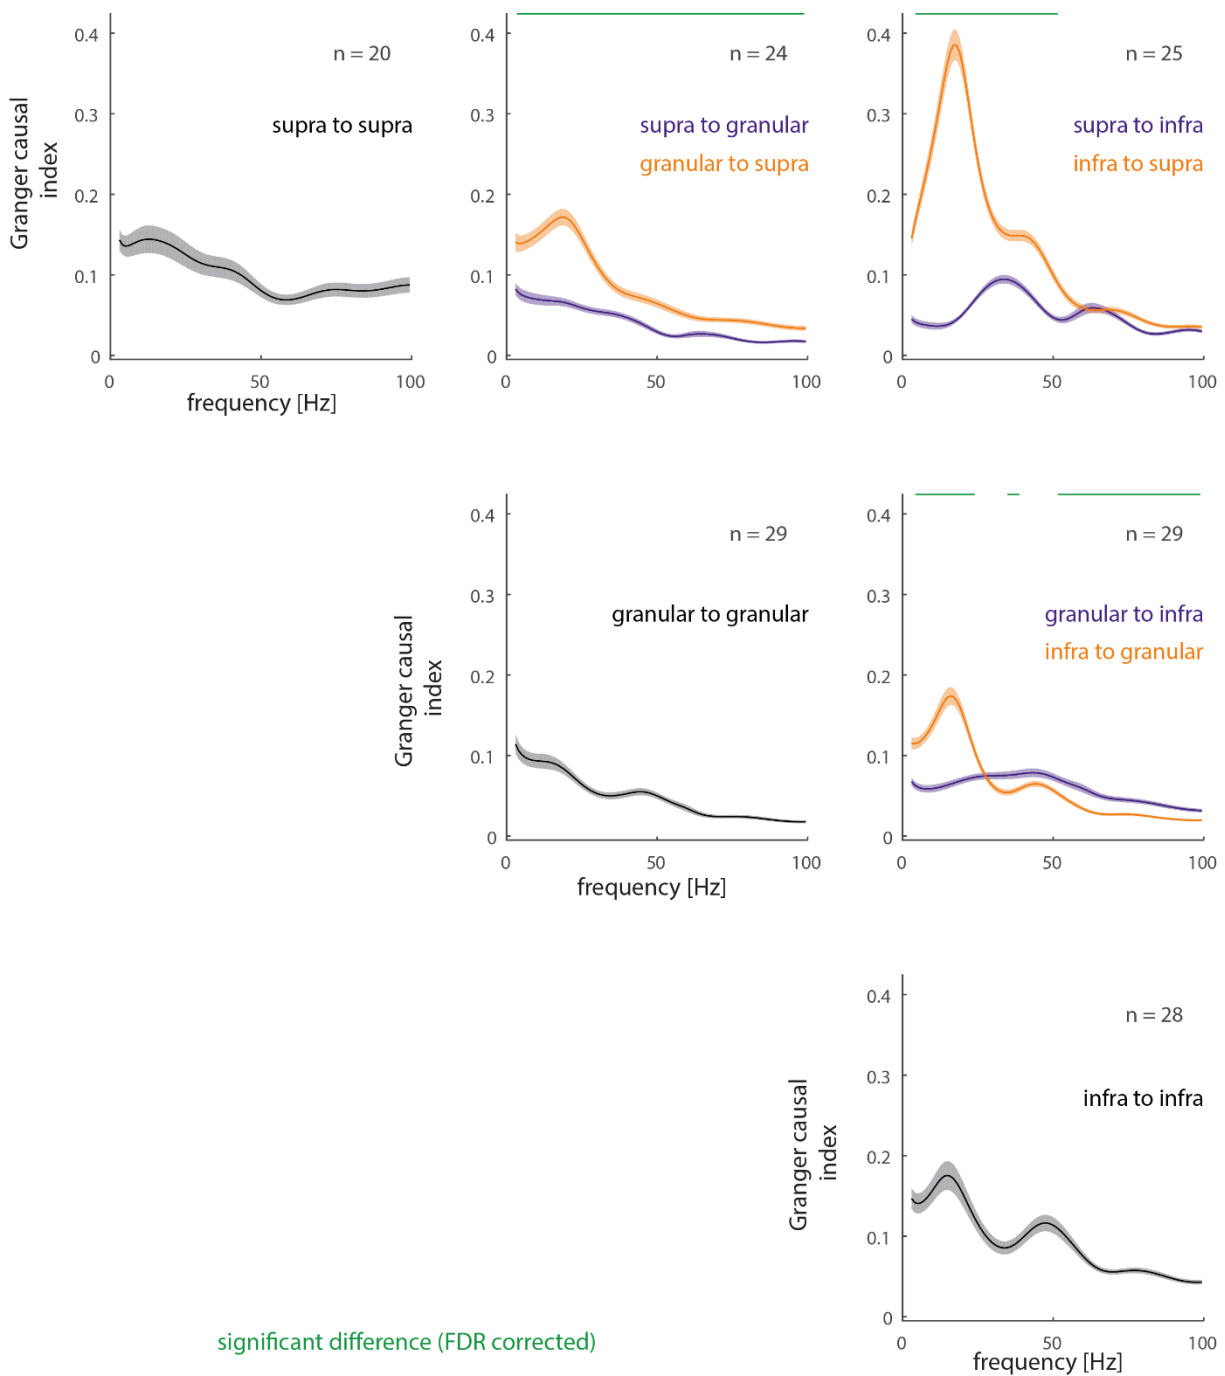 0.4
0.3
0.2
0.1
0
Granger causal
index
n = 20
supra to supra
0
50
100
frequency [Hz]
0.4
0.3
0.2
0.1
0
n = 24
supra to granular
granular to supra
0
50
100
0.4
0.3
0.2
0.1
0
n = 25
supra to infra
infra to supra
0
50
100
0.4
0.3
0.2
0.1
0
Granger causal
index
n = 29
granular to granular
0
50
100
frequency [Hz]
0.4
0.3
0.2
0.1
0
n = 29
granular to infra
infra to granular
0
50
100
0.4
0.3
0.2
0.1
0
Granger causal
index
n = 28
infra to infra
0
50
100
frequency [Hz]
significant difference (FDR corrected)